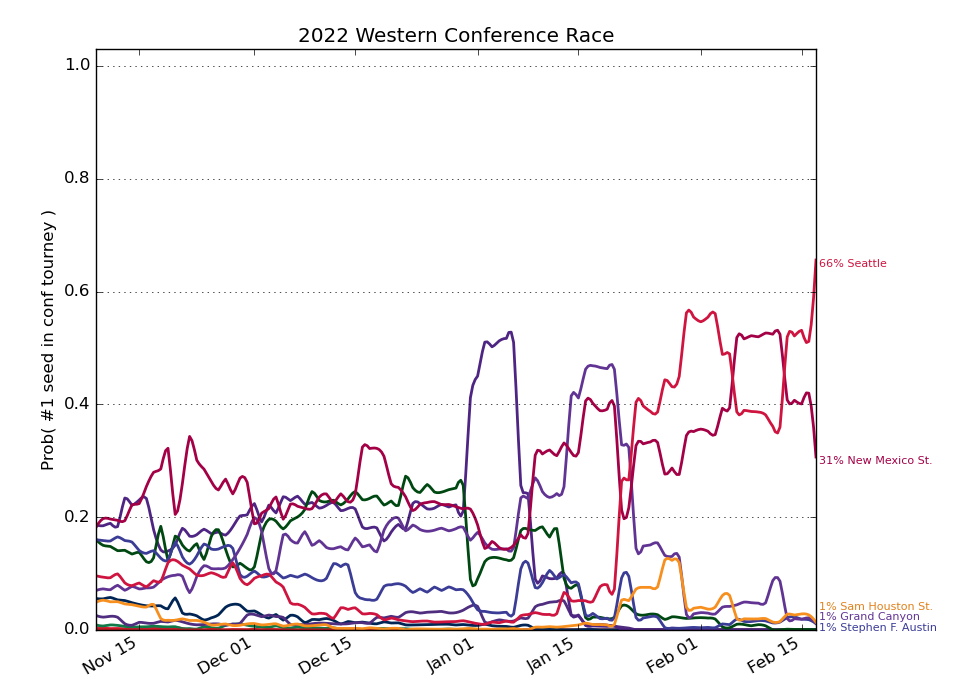 2022 Western Conference Race
Prob( #1 seed in conf tourney )
1.0
0.8
0.6
0.4
0.2
0.0
66% Seattle
31% New Mexico St.
1% Sam Houston St.
1% Grand Canyon
1% Stephen F. Austin
Nov 15
Dec 01
Dec 15
Jan 01
Jan 15
Feb 01
Feb 15